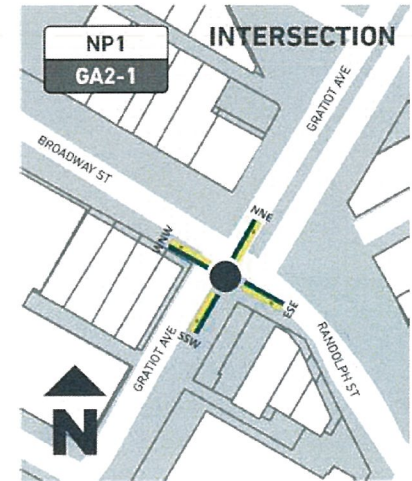 NP1
GA2-1
INTERSECTION
GRATIOT AVE
BROADWAY ST
NNE
WNW
ESE
SSW
GRATIOT AVE
RANDOLPH ST
N